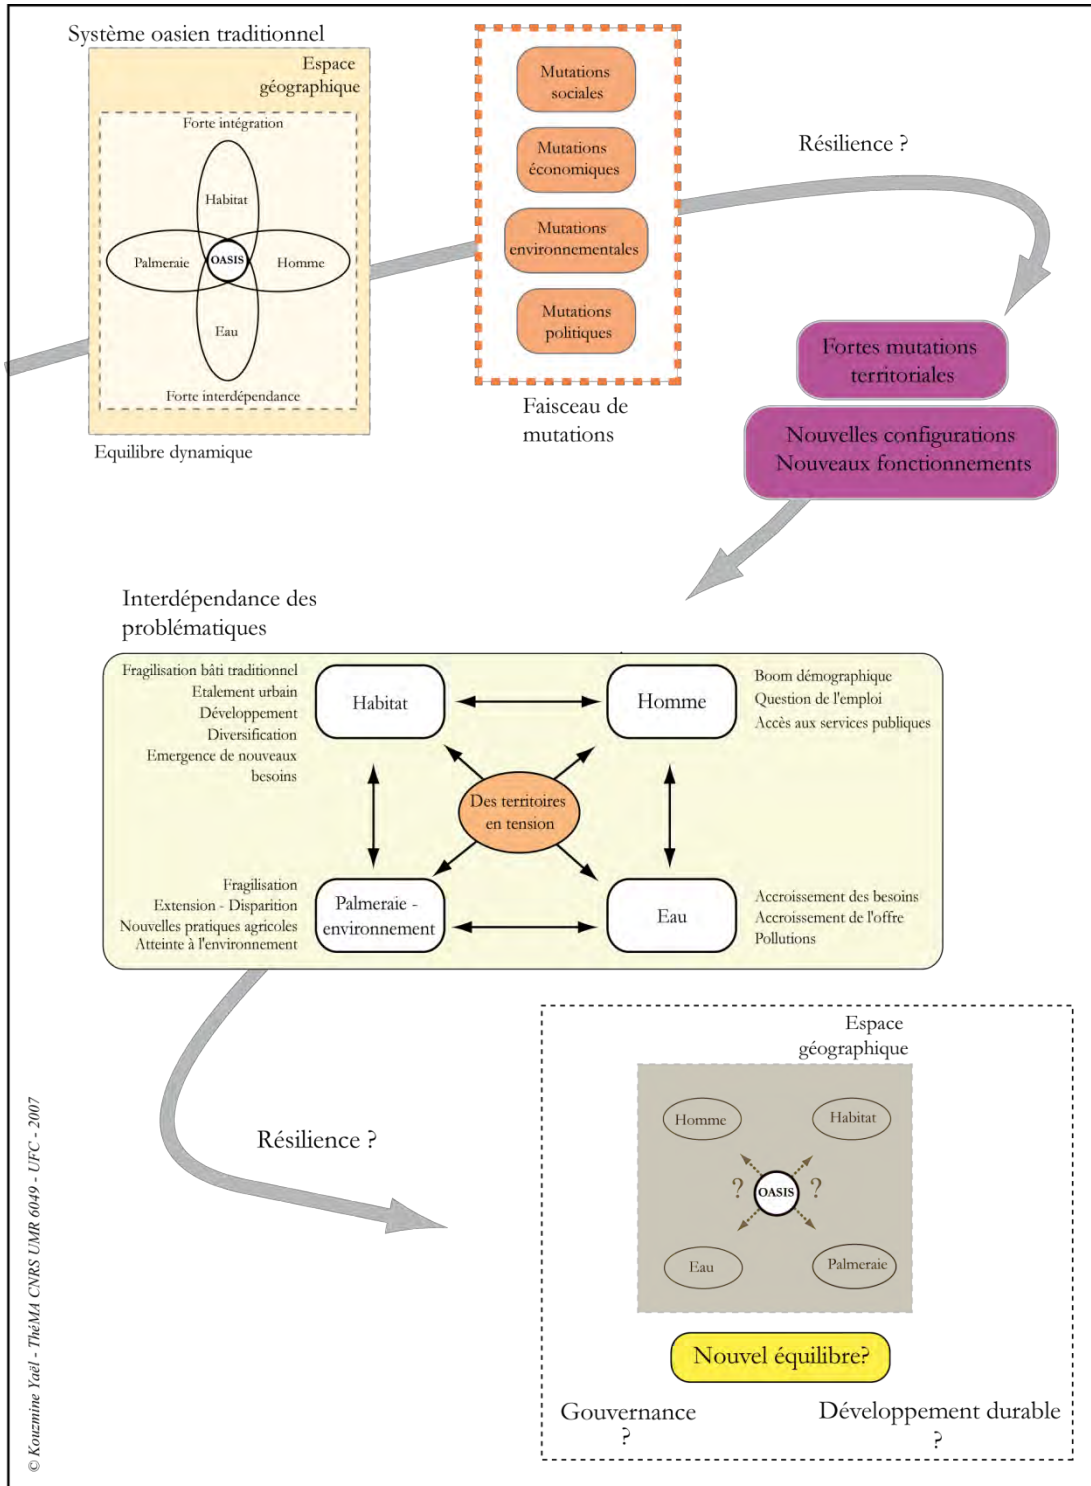 Système oasien traditionnel
Espace
géographique
Forte intégration
Habitat
Palmeraie
OASIS
Homme
Eau
Forte interdépendance
Equilibre dynamique
Mutations
sociales
Mutations
économiques
Mutations
environnementales
Mutations
politiques
Faisceau de
mutations
Résilience ?
Fortes mutations
territoriales
Nouvelles configurations
Nouveaux fonctionnements
Interdépendance des
problématiques
Fragilisation bâti traditionnel
Etalement urbain
Développement
Diversification
Emergence de nouveaux
besoins
Habitat
Homme
Boom démographique
Question de l'emploi
Accès aux services publiques
Des territoires
en tension
Fragilisation
Extension - Disparition
Nouvelles pratiques agricoles
Atteinte à l'environnement
Palmeraie -
environnement
Eau
Accroissement des besoins
Accroissement de l'offre
Pollutions
Résilience ?
Espace
géographique
Homme
Habitat
? OASIS ?
Eau
Palmeraie
Nouvel équilibre?
Gouvernance
?
Développement durable
?
© Kouzmine Yaël - ThéMA CNRS UMR 6049 - UFC - 2007